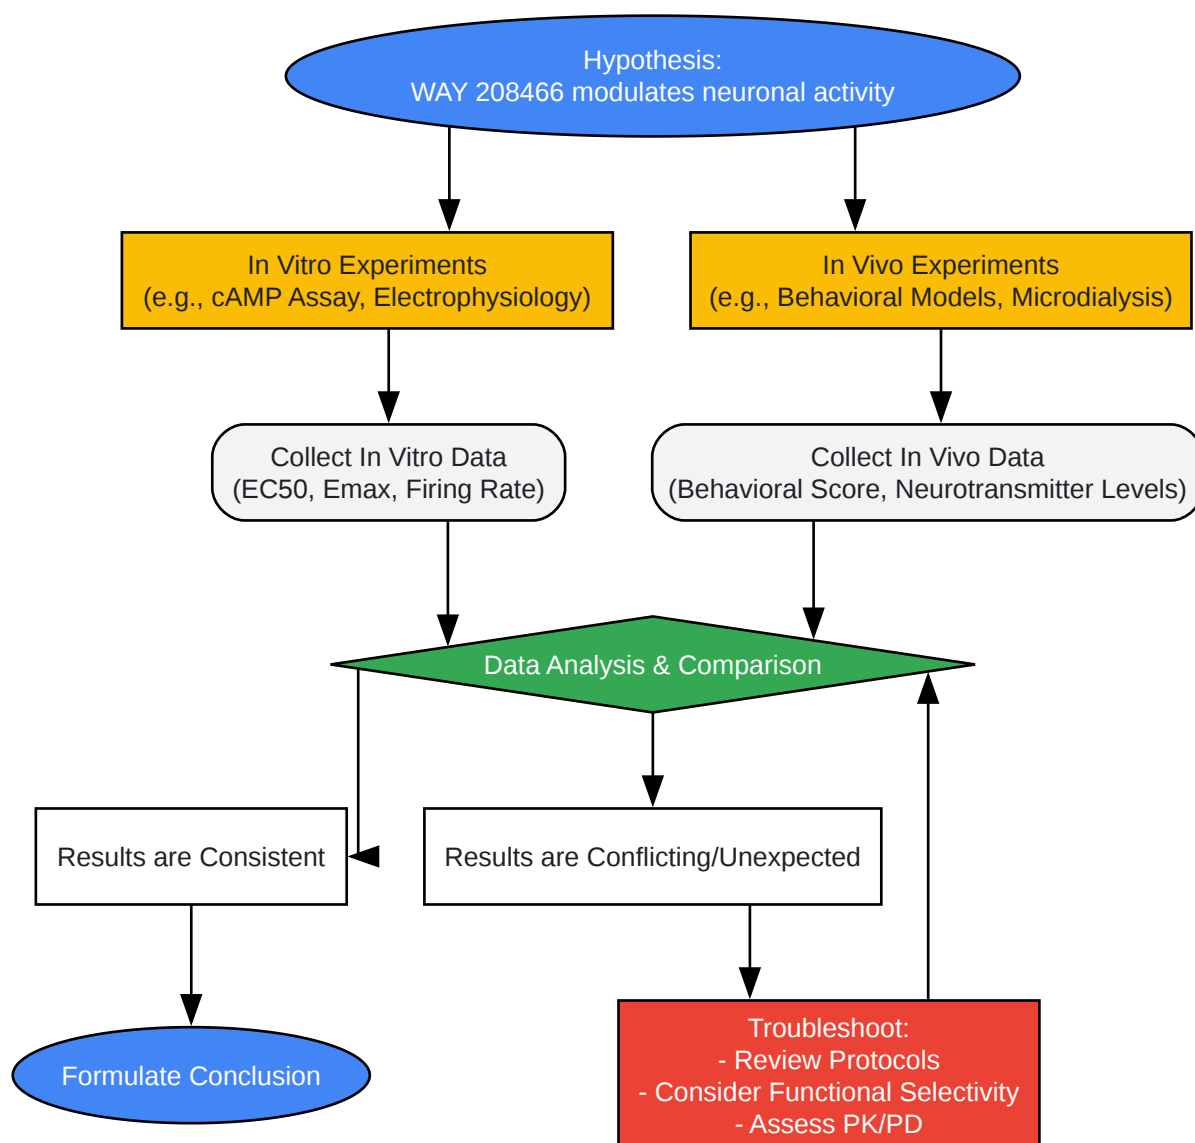 Hypothesis:
WAY 208466 modulates neuronal activity
In Vitro Experiments
(e.g., cAMP Assay, Electrophysiology)
In Vivo Experiments
(e.g., Behavioral Models, Microdialysis)
Collect In Vitro Data
(EC50, Emax, Firing Rate)
Collect In Vivo Data
(Behavioral Score, Neurotransmitter Levels)
Data Analysis & Comparison
Results are Consistent
Results are Conflicting/Unexpected
Formulate Conclusion
Troubleshoot:
- Review Protocols
- Consider Functional Selectivity
- Assess PK/PD